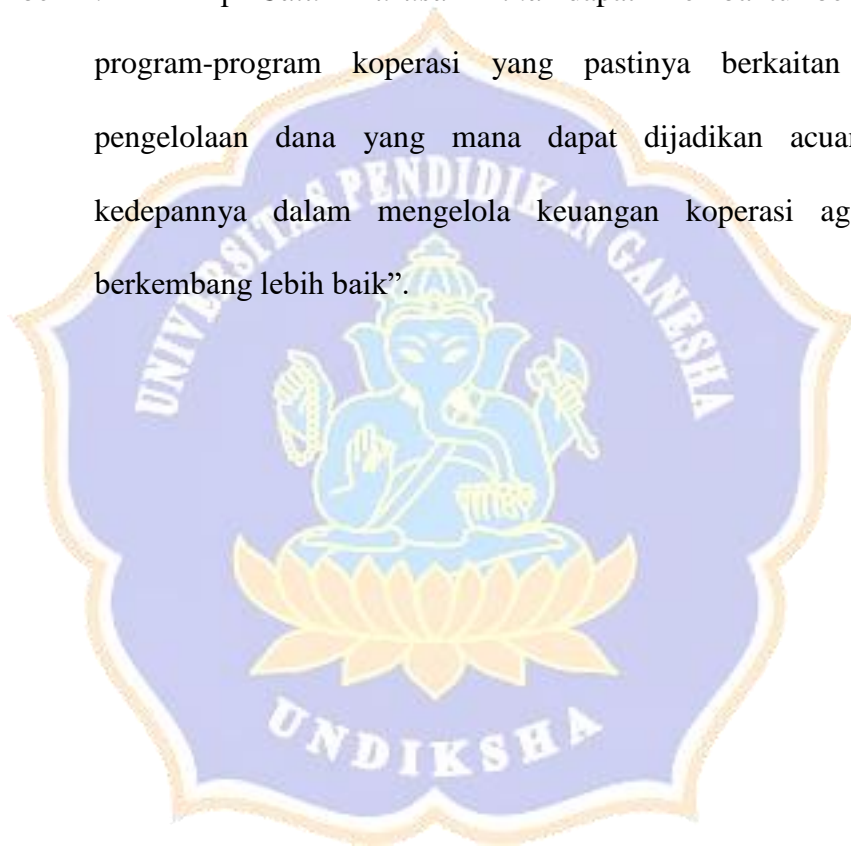 program-program koperasi yang pastinya berkaitan
pengelolaan dana yang mana dapat dijadikan acuan
kedepannya dalam mengelola keuangan koperasi ag
berkembang lebih baik”.
UNIVERSITAS PENDIDIKAN GANESHA
UNDIKSHA